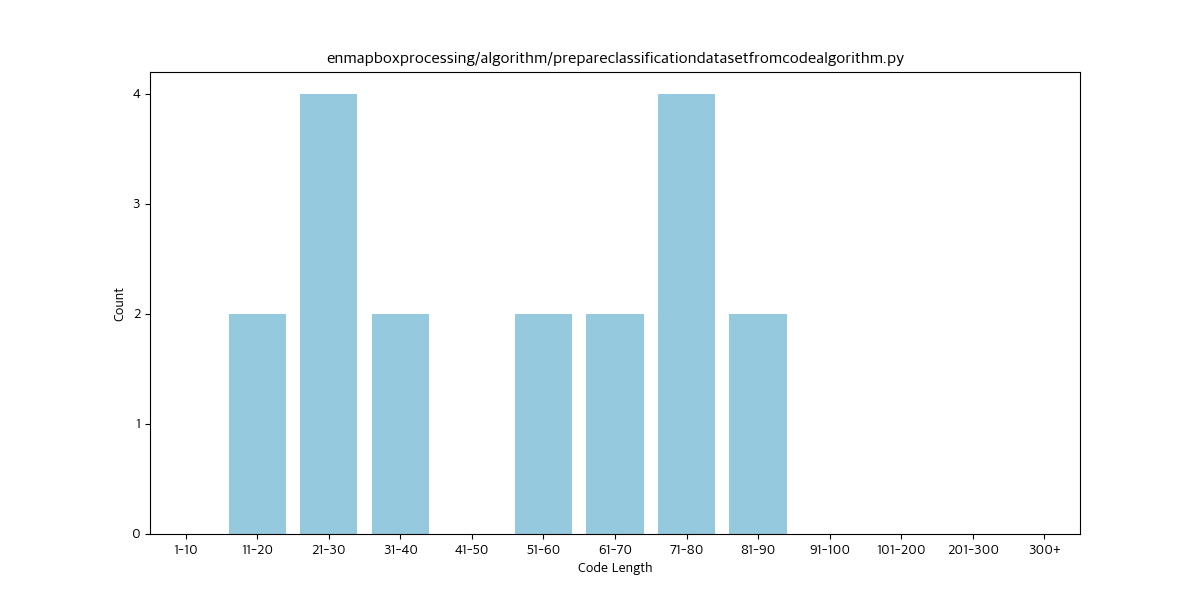 enmapboxprocessing/algorithm/prepareclassificationdatasetfromcodealgorithm.py
4
3
2
1
0
Count
1-10 11-20 21-30 31-40 41-50 51-60 61-70 71-80 81-90 91-100 101-200 201-300 300+
Code Length